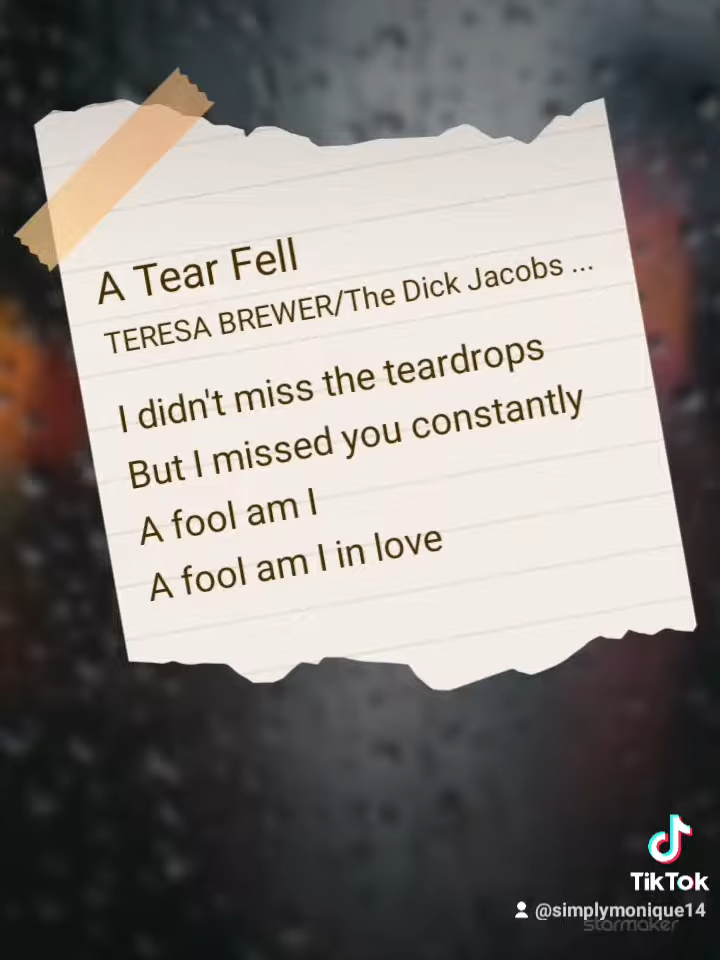 A Tear Fell
TERESA BREWER/The Dick Jacobs ...
I didn't miss the teardrops
But I missed you constantly
A fool am I
A fool am I in love
TikTok
@simplymonique14
starmaker